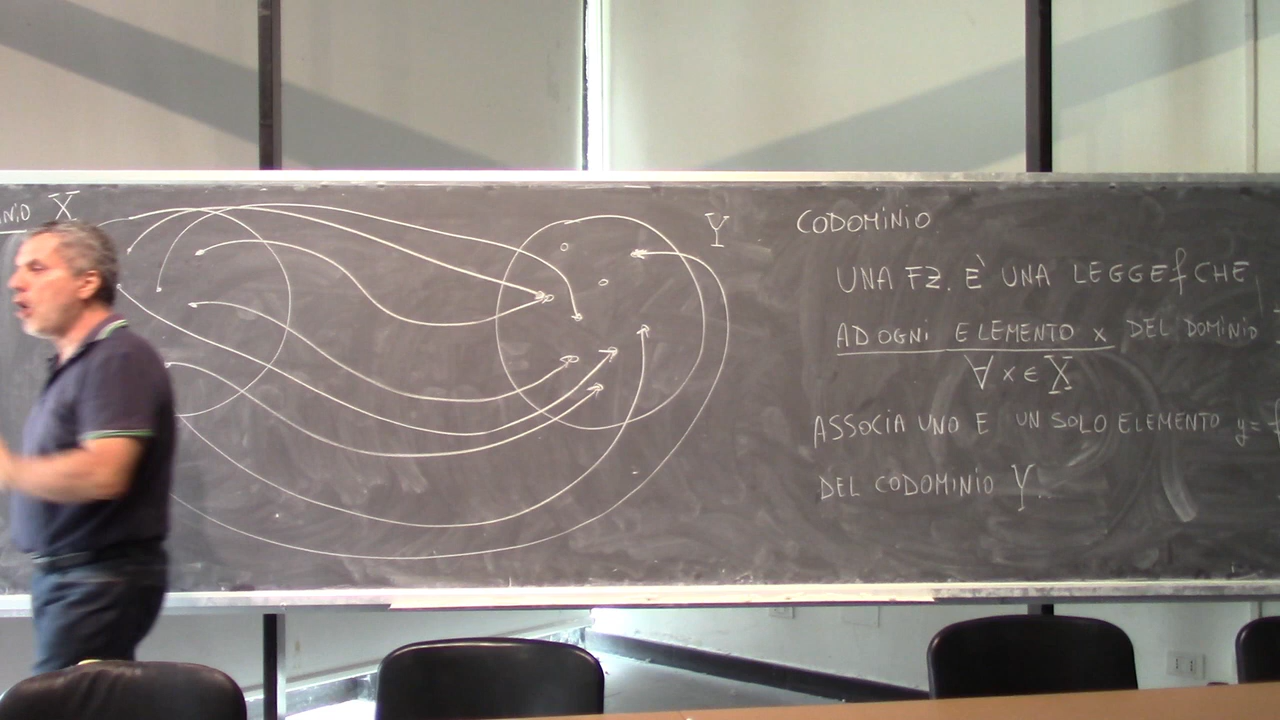 X
Y CODOMINIO
UNA FZ. È UNA LEGGE f CHE
AD OGNI ELEMENTO x DEL DOMINIO
∀ x ∈ X
ASSOCIA UNO E UN SOLO ELEMENTO y =
DEL CODOMINIO Y.